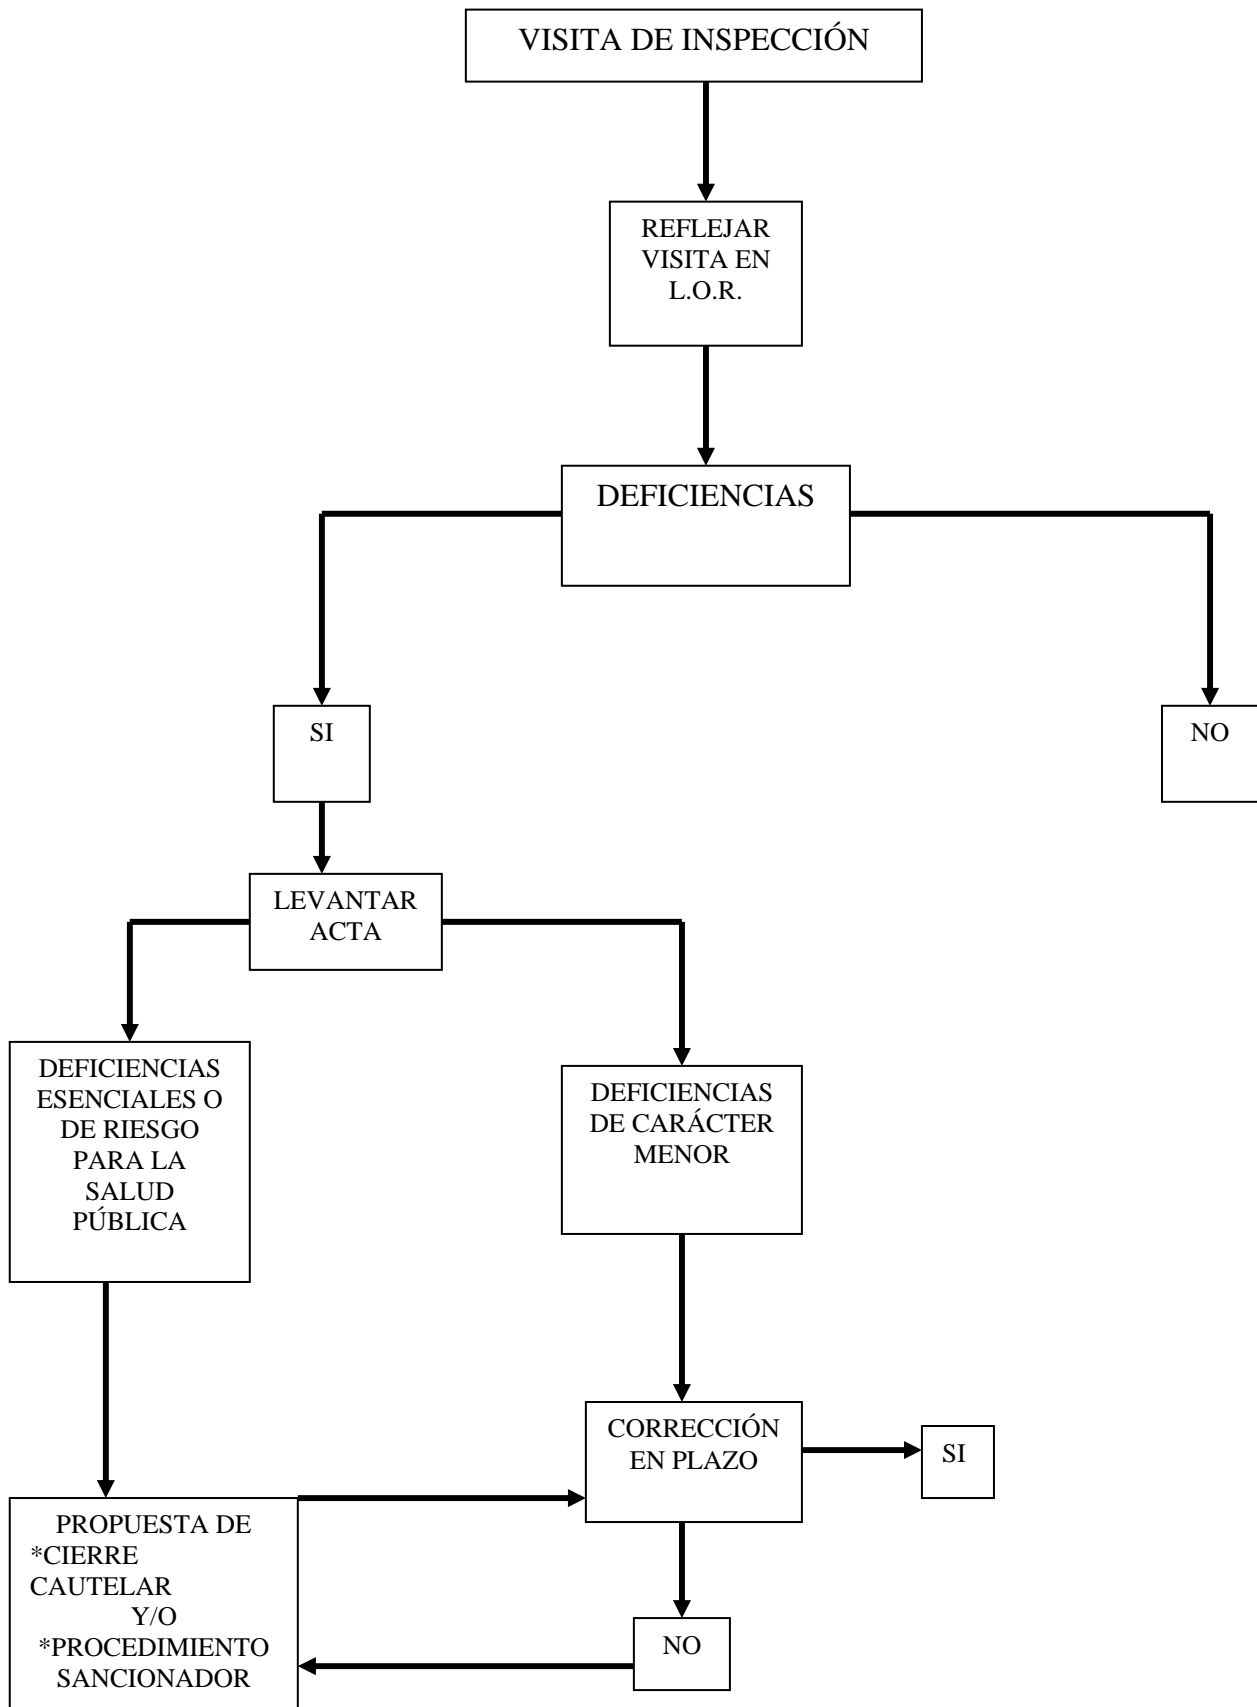 VISITA DE INSPECCIÓN
REFLEJAR
VISITA EN
L.O.R.
DEFICIENCIAS
SI
NO
LEVANTAR
ACTA
DEFICIENCIAS
ESENCIALES O
DE RIESGO
PARA LA
SALUD
PÚBLICA
DEFICIENCIAS
DE CARÁCTER
MENOR
CORRECCIÓN
EN PLAZO
SI
PROPUESTA DE
*CIERRE
CAUTELAR
Y/O
*PROCEDIMIENTO
SANCIONADOR
NO